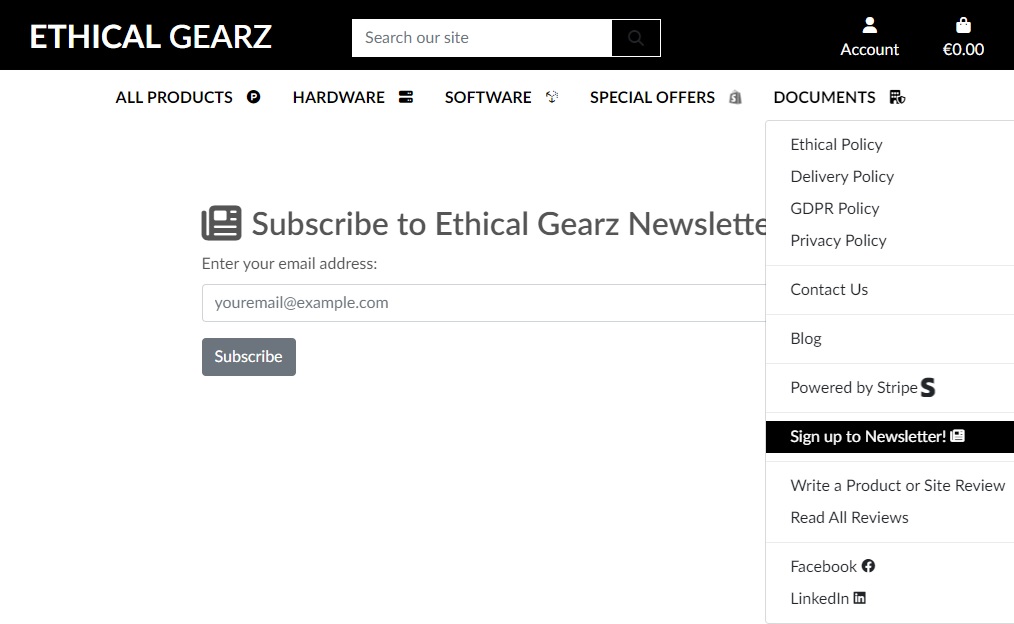 ETHICAL GEARZ
Search our site
Account
€0.00
ALL PRODUCTS
HARDWARE
SOFTWARE
SPECIAL OFFERS
DOCUMENTS
Ethical Policy
Delivery Policy
GDPR Policy
Privacy Policy
Contact Us
Blog
Powered by Stripe S
Sign up to Newsletter!
Write a Product or Site Review
Read All Reviews
Facebook
LinkedIn
Subscribe to Ethical Gearz Newslette
Enter your email address:
youremail@example.com
Subscribe